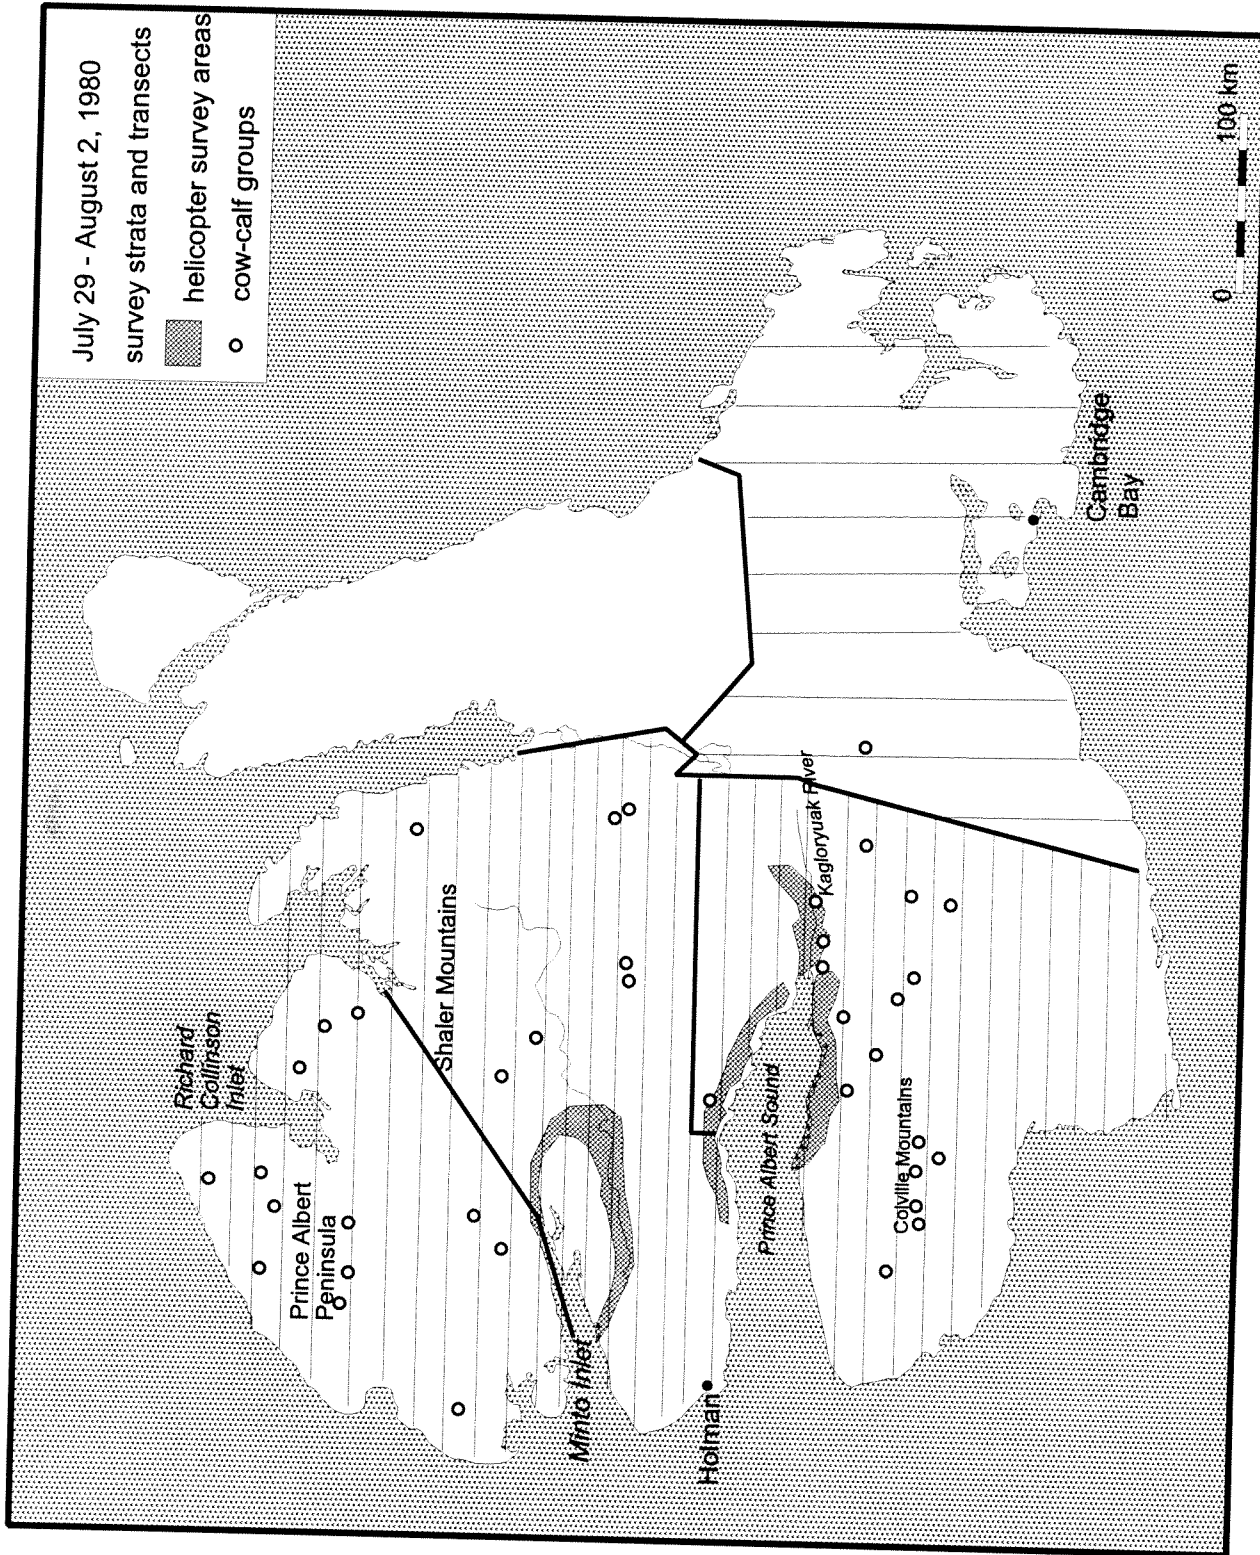 July 29 - August 2, 1980
survey strata and transects
helicopter survey areas
cow-calf groups
Richard
Collinson
Inlet
Prince Albert
Peninsula
Shaler Mountains
Minto Inlet
Holman
Prince Albert Sound
Kagloryuak River
Colville Mountains
Cambridge
Bay
0
100 km